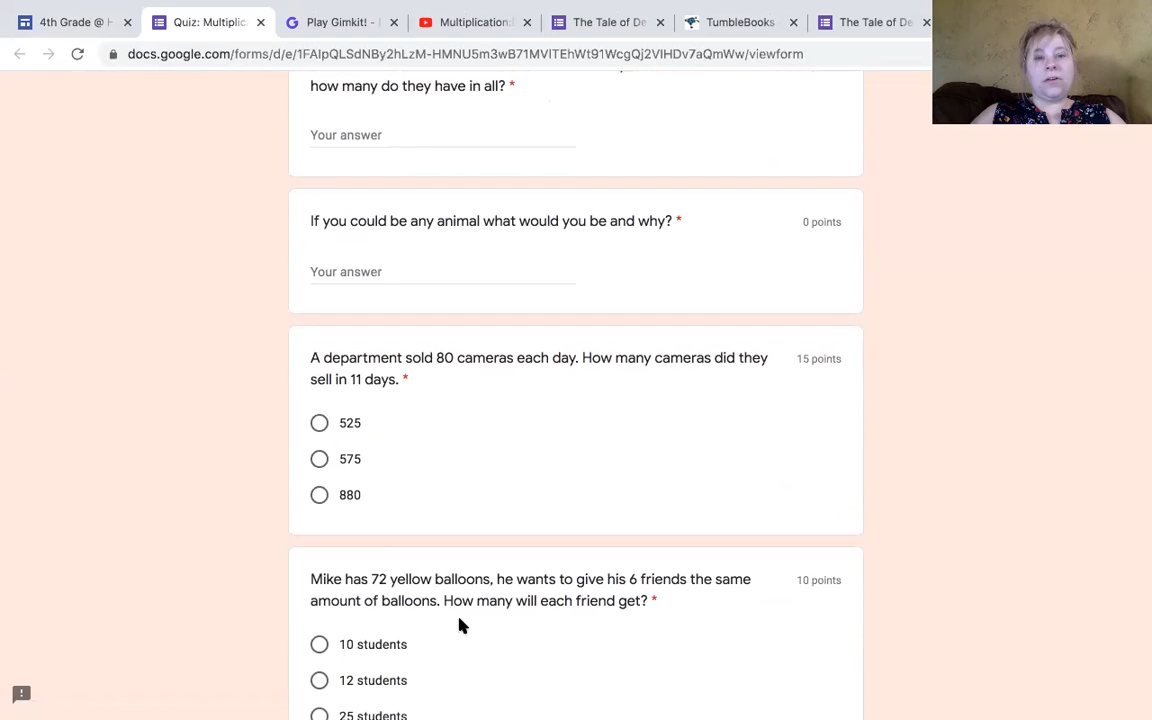 4th Grade @ H
Quiz: Multiplica
Play Gimkit! -
Multiplication:
The Tale of De
TumbleBooks -
The Tale of De
docs.google.com/forms/d/e/1FAIpQLSdNBy2hLzM-HMNU5m3wB71MVlTEhWt91WcgQj2VIHDv7aQmWw/viewform
how many do they have in all? *
Your answer
If you could be any animal what would you be and why? *
0 points
Your answer
A department sold 80 cameras each day. How many cameras did they
15 points
sell in 11 days. *
525
575
880
Mike has 72 yellow balloons, he wants to give his 6 friends the same
10 points
amount of balloons. How many will each friend get? *
10 students
12 students
25 students